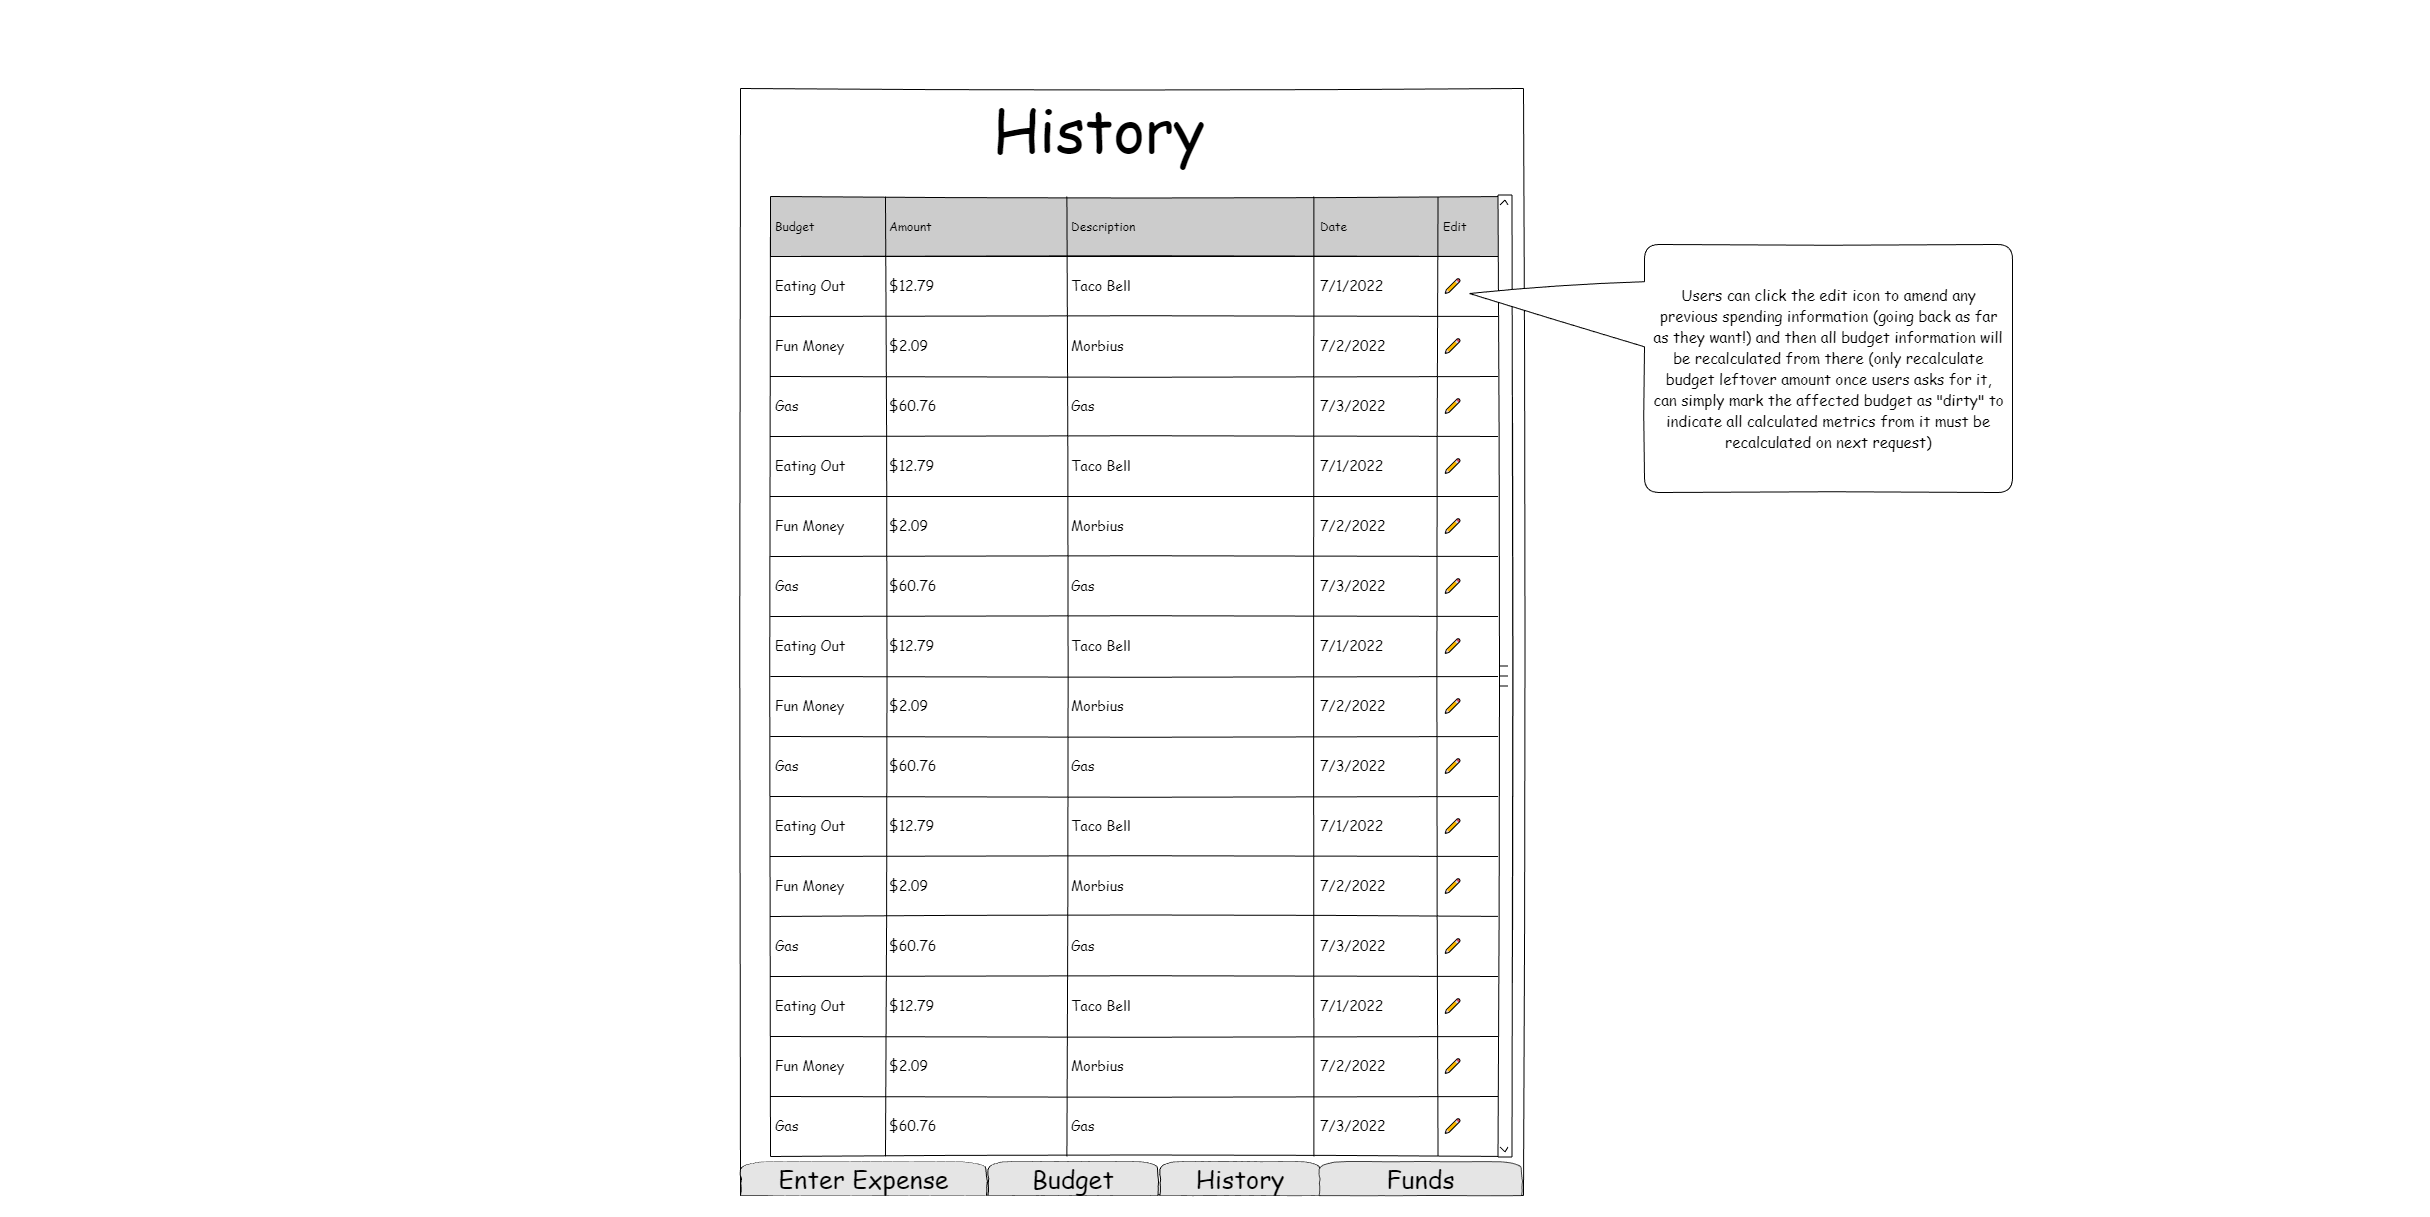 History
Budget Amount Description Date Edit
Eating Out $12.79 Taco Bell 7/1/2022
Fun Money $2.09 Morbius 7/2/2022
Gas $60.76 Gas 7/3/2022
Eating Out $12.79 Taco Bell 7/1/2022
Fun Money $2.09 Morbius 7/2/2022
Gas $60.76 Gas 7/3/2022
Eating Out $12.79 Taco Bell 7/1/2022
Fun Money $2.09 Morbius 7/2/2022
Gas $60.76 Gas 7/3/2022
Eating Out $12.79 Taco Bell 7/1/2022
Fun Money $2.09 Morbius 7/2/2022
Gas $60.76 Gas 7/3/2022
Eating Out $12.79 Taco Bell 7/1/2022
Fun Money $2.09 Morbius 7/2/2022
Gas $60.76 Gas 7/3/2022
Enter Expense Budget History Funds
Users can click the edit icon to amend any
previous spending information (going back as far
as they want!) and then all budget information will
be recalculated from there (only recalculate
budget leftover amount once users asks for it,
can simply mark the affected budget as "dirty" to
indicate all calculated metrics from it must be
recalculated on next request)